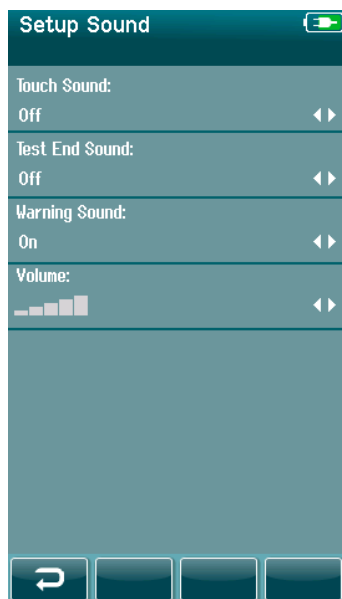 Setup Sound
Touch Sound:
Off
Test End Sound:
Off
Warning Sound:
On
Volume: